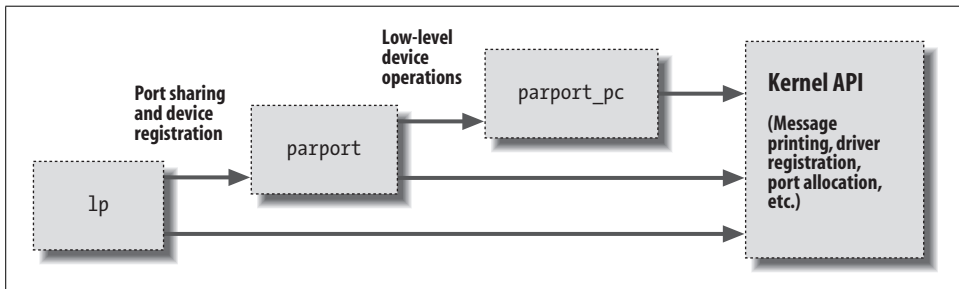 Port sharing
and device
registration
Low-level
device
operations
lp
parport
parport_pc
Kernel API
(Message
printing, driver
registration,
port allocation,
etc.)